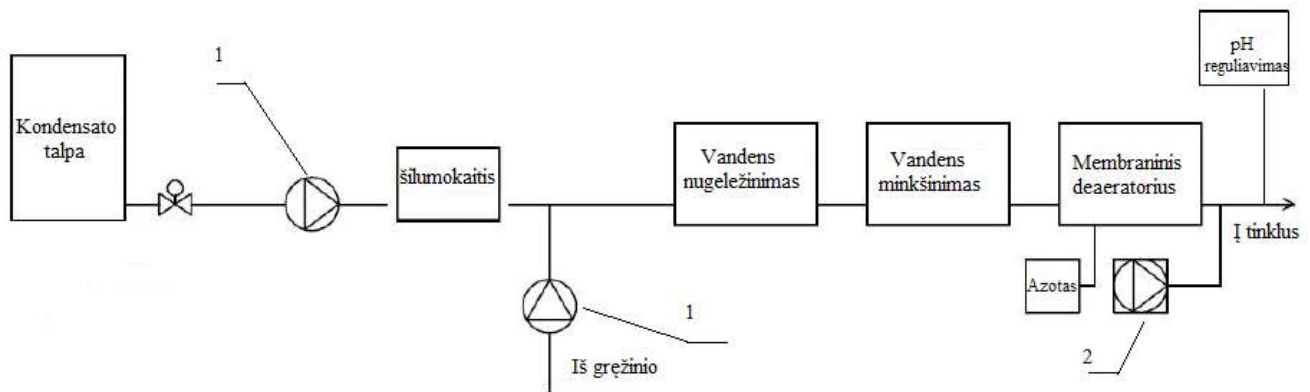 1
pH
reguliavimas
Kondensato
talpa
šilumokaitis
Vandens
nugeležinimas
Vandens
minkšinimas
Membraninis
deaeratorius
Į tinklus
Azotas
1
2
Iš gręžinio